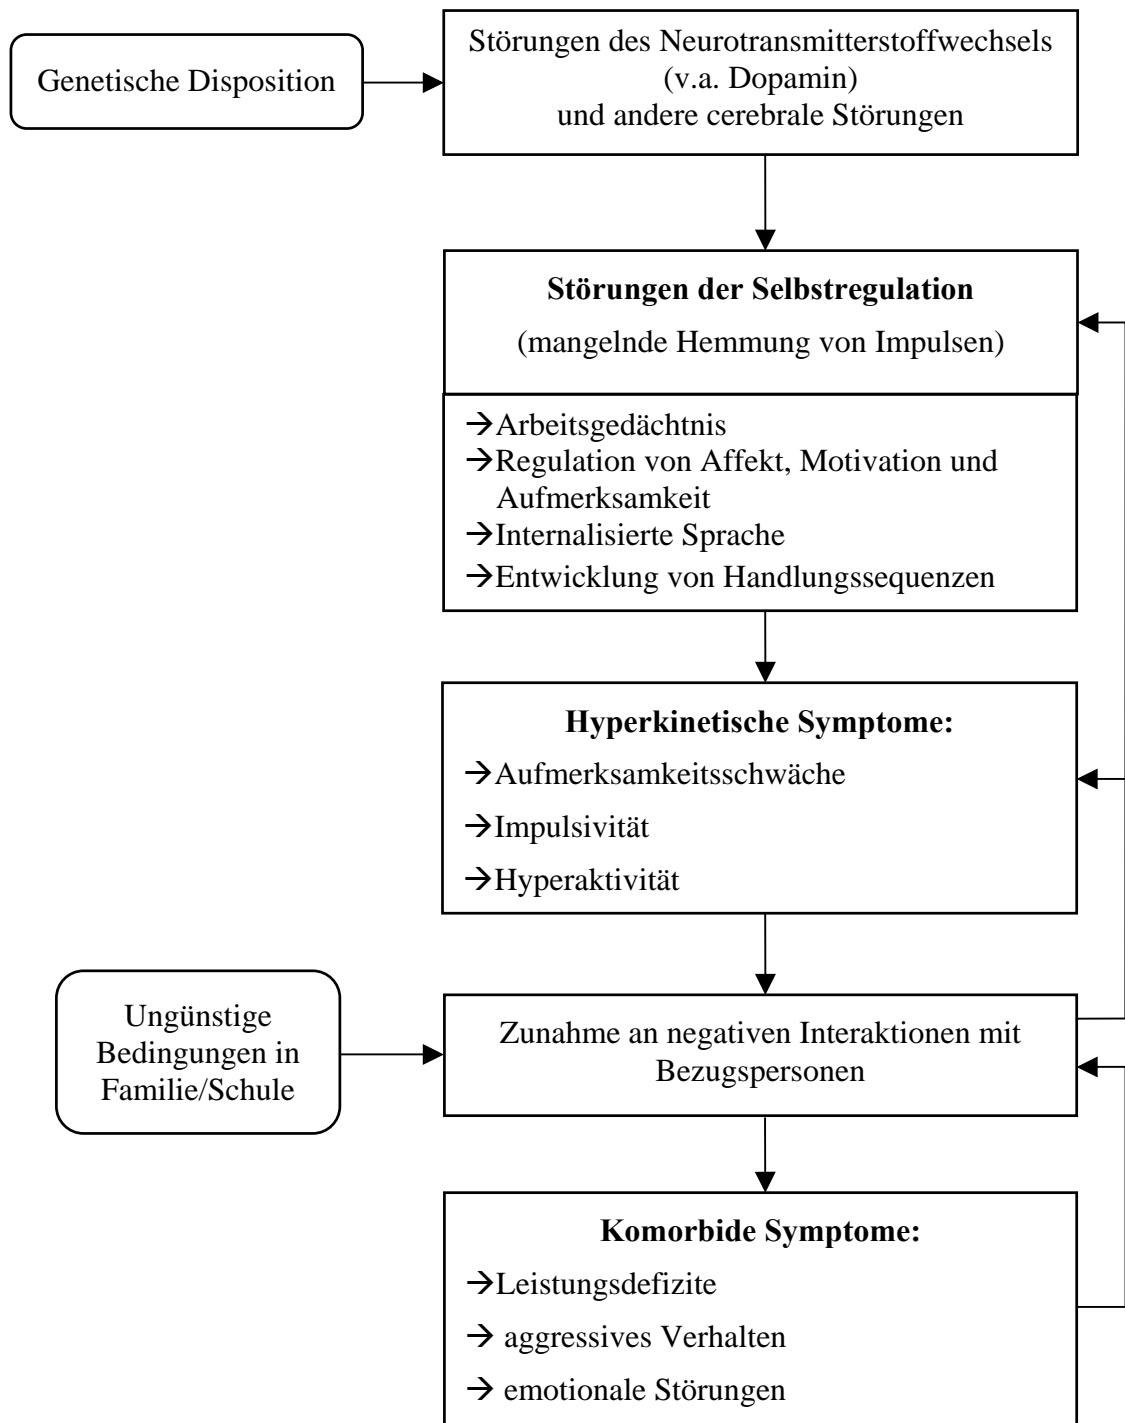 Genetische Disposition
Störungen des Neurotransmitterstoffwechsels
(v.a. Dopamin)
und andere cerebrale Störungen
Störungen der Selbstregulation
(mangelnde Hemmung von Impulsen)
→Arbeitsgedächtnis
→Regulation von Affekt, Motivation und
Aufmerksamkeit
→Internalisierte Sprache
→Entwicklung von Handlungssequenzen
Hyperkinetische Symptome:
→Aufmerksamkeitsschwäche
→Impulsivität
→Hyperaktivität
Ungünstige
Bedingungen in
Familie/Schule
Zunahme an negativen Interaktionen mit
Bezugspersonen
Komorbide Symptome:
→Leistungsdefizite
→ aggressives Verhalten
→ emotionale Störungen